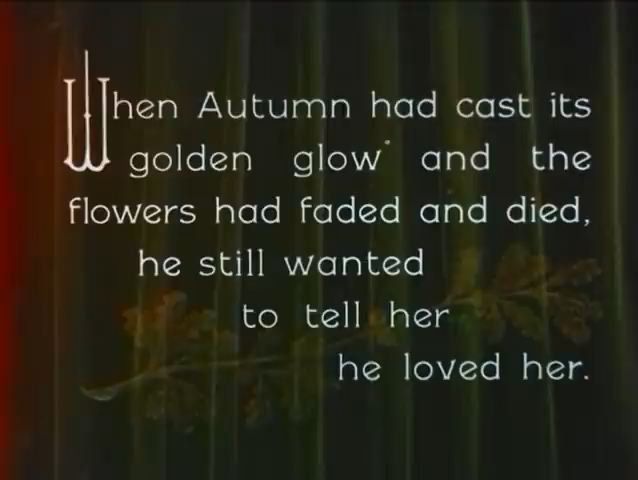 When Autumn had cast its
golden glow and the
flowers had faded and died,
he still wanted
to tell her
he loved her.